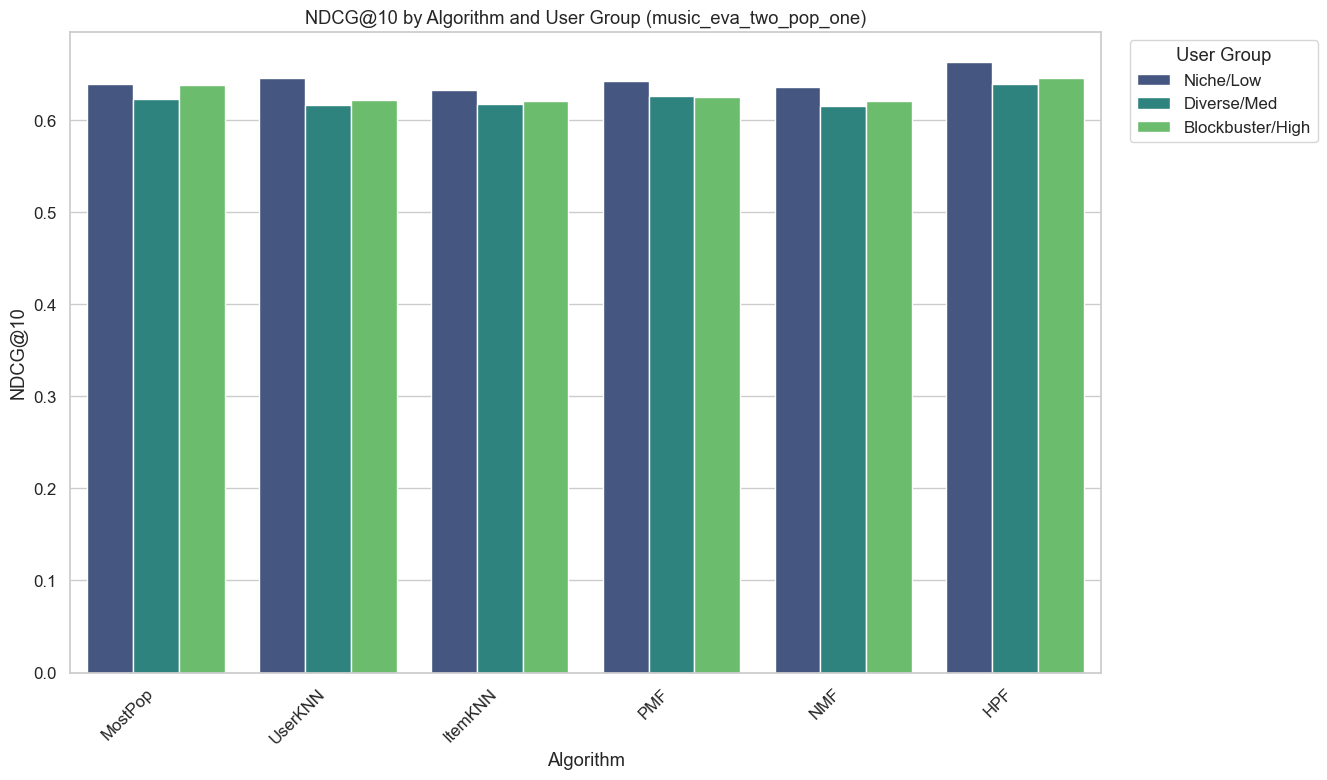 NDCG@10 by Algorithm and User Group (music_eva_two_pop_one)
User Group
Niche/Low
Diverse/Med
Blockbuster/High
NDCG@10
0.6
0.5
0.4
0.3
0.2
0.1
0.0
MostPop
UserKNN
ItemKNN
PMF
NMF
HPF
Algorithm